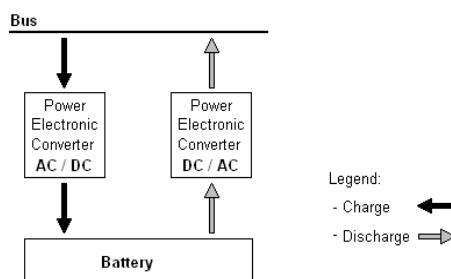 Bus
Power
Electronic
Converter
AC / DC
Power
Electronic
Converter
DC / AC
Legend:
- Charge
- Discharge
Battery